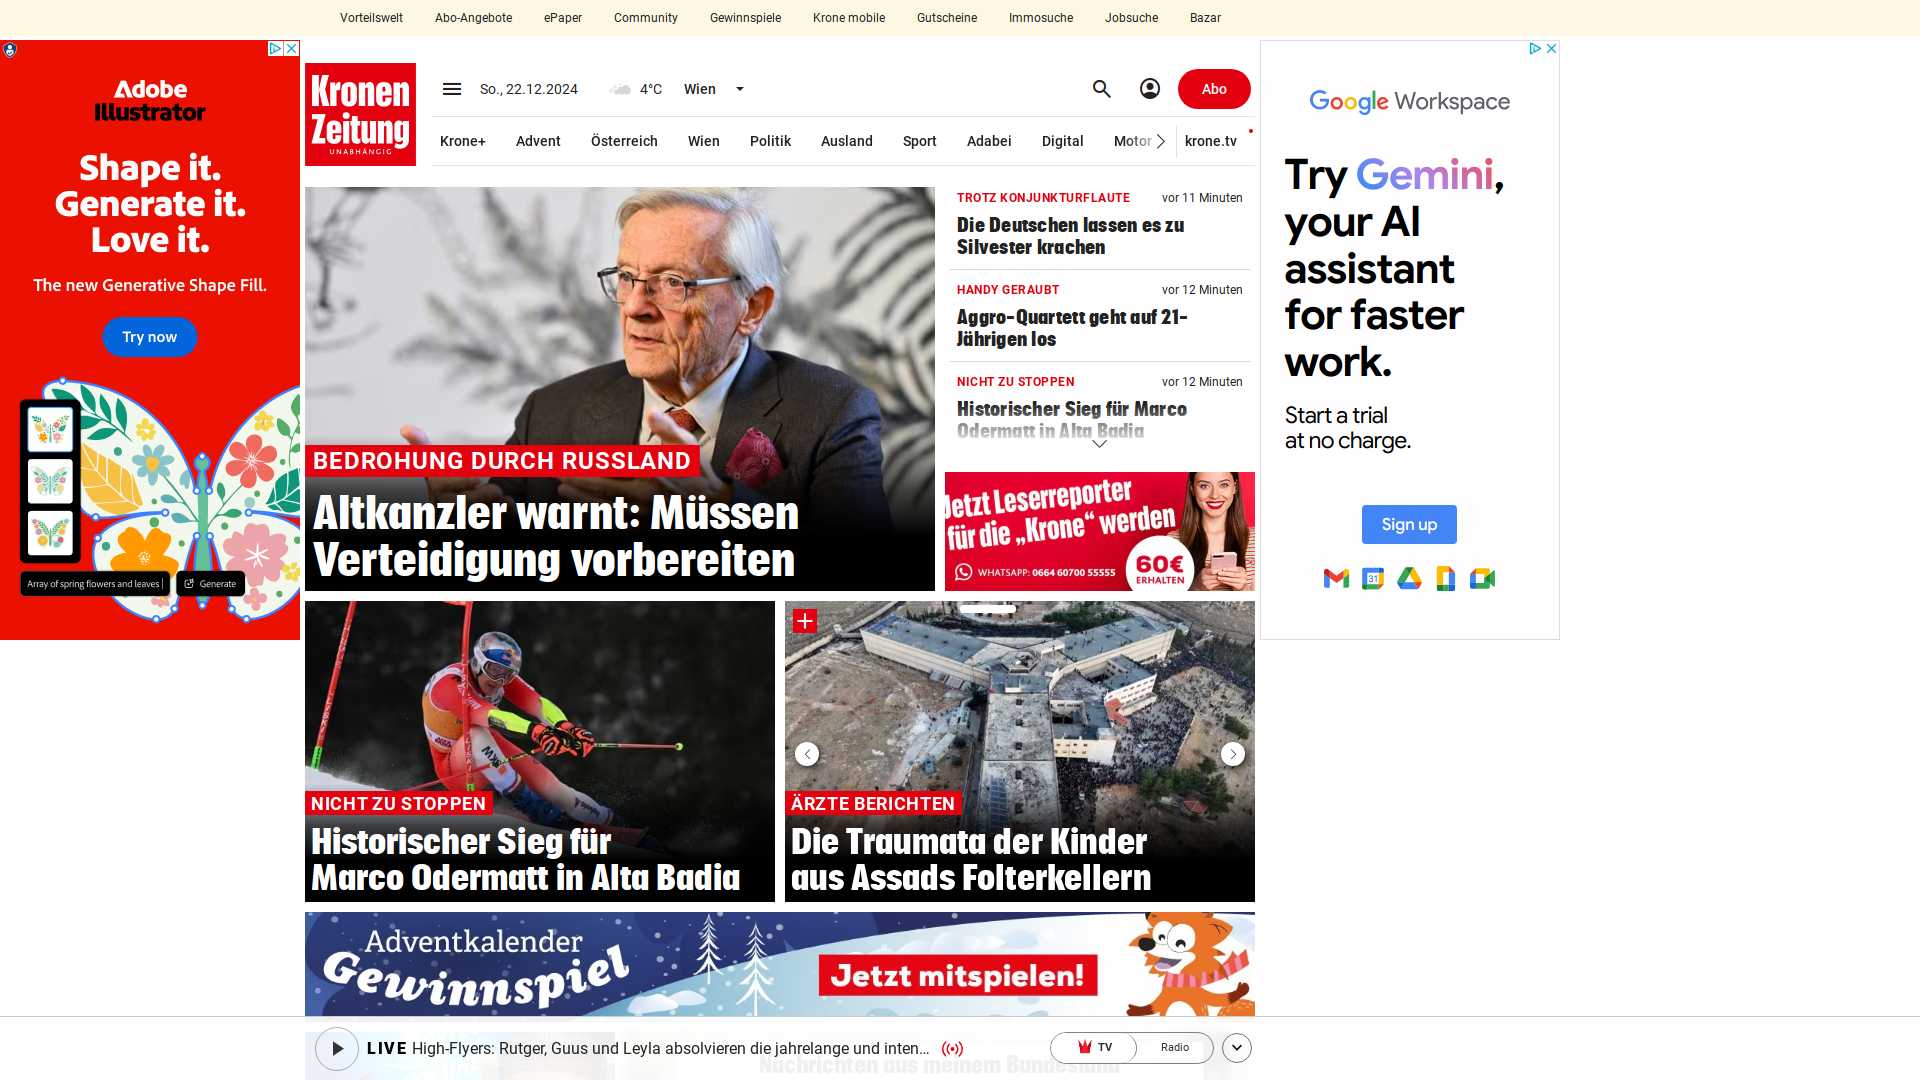 Vorteilswelt Abo-Angebote ePaper Community Gewinnspiele Krone mobile Gutscheine Immosuche Jobsuche Bazar
Adobe
Illustrator
Shape it.
Generate it.
Love it.
The new Generative Shape Fill.
Try now
Array of spring flowers and leaves
Generate
Kronen
Zeitung
UNABHÄNGIG
So., 22.12.2024
4°C
Wien
Abo
Krone+ Advent Österreich Wien Politik Ausland Sport Adabei Digital Motor krone.tv
BEDROHUNG DURCH RUSSLAND
Altkanzler warnt: Müssen
Verteidigung vorbereiten
TROTZ KONJUNKTURFLAUTE vor 11 Minuten
Die Deutschen lassen es zu
Silvester krachen
HANDY GERAUBT vor 12 Minuten
Aggro-Quartett geht auf 21-
Jährigen los
NICHT ZU STOPPEN vor 12 Minuten
Historischer Sieg für Marco
Odermatt in Alta Badia
Jetzt Leserreporter
für die „Krone“ werden
WHATSAPP: 0664 60700 55555
60€
ERHALTEN
NICHT ZU STOPPEN
Historischer Sieg für
Marco Odermatt in Alta Badia
ÄRZTE BERICHTEN
Die Traumata der Kinder
aus Assads Folterkellern
Adventkalender
Gewinnspiel
Jetzt mitspielen!
LIVE High-Flyers: Rutger, Guus und Leyla absolvieren die jahrelange und inten...
TV
Radio
Nachrichten aus meinem Bundesland
Google Workspace
Try Gemini,
your AI
assistant
for faster
work.
Start a trial
at no charge.
Sign up
31